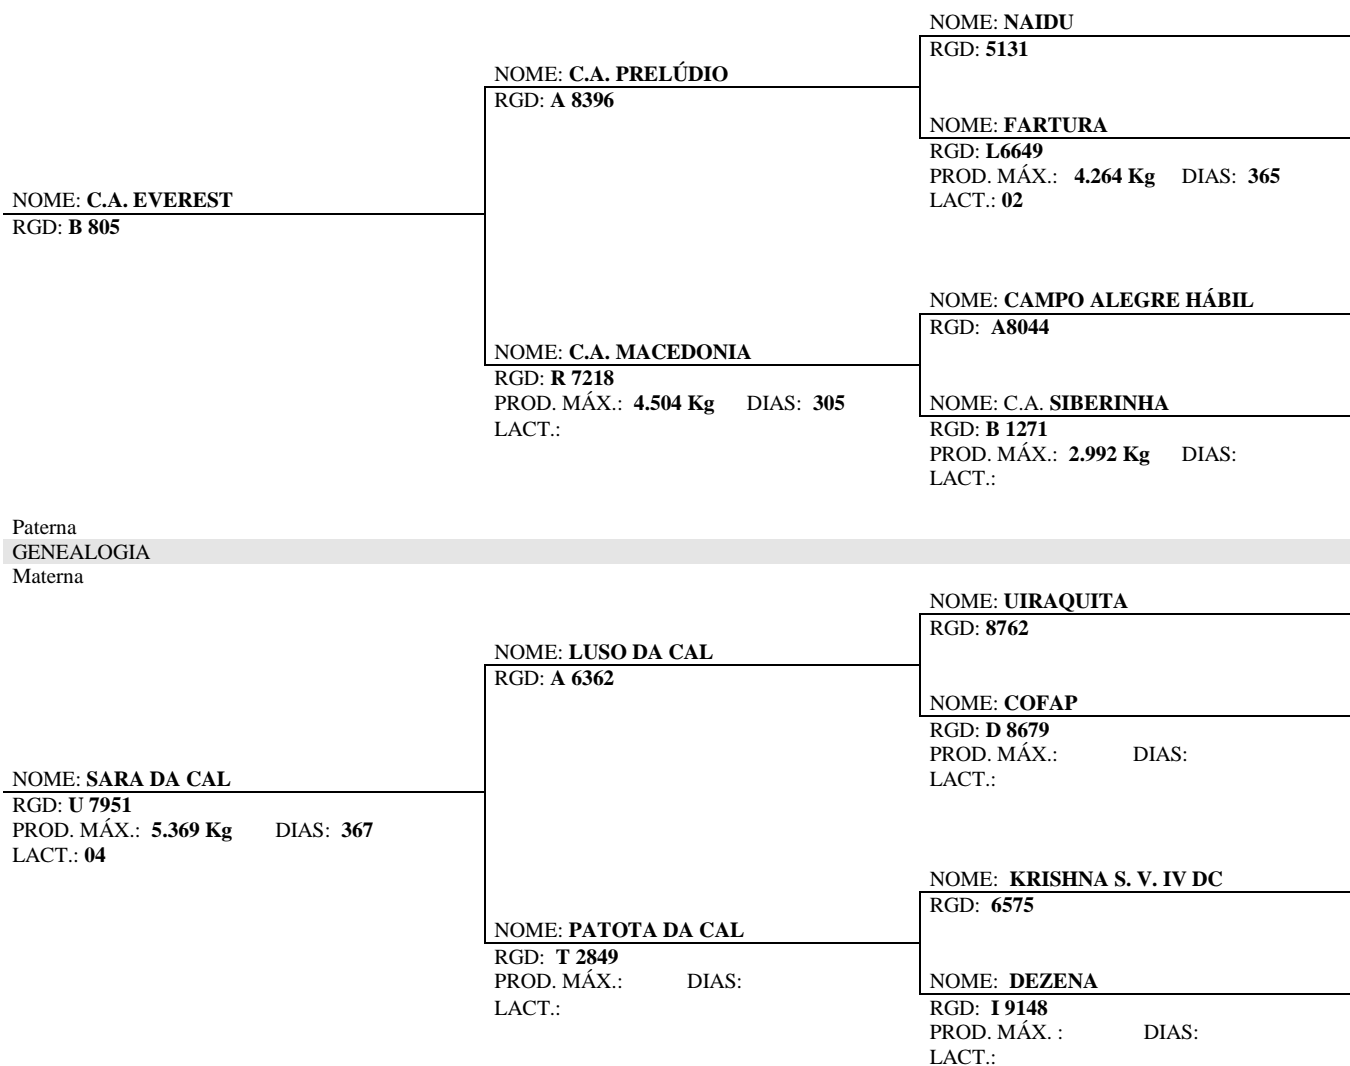 NOME: NAIDU
RGD: 5131
NOME: C.A. PRELÚDIO
RGD: A 8396
NOME: FARTURA
RGD: L6649
PROD. MÁX.: 4.264 Kg DIAS: 365
LACT.: 02
NOME: C.A. EVEREST
RGD: B 805
NOME: CAMPO ALEGRE HÁBIL
RGD: A8044
NOME: C.A. MACEDONIA
RGD: R 7218
PROD. MÁX.: 4.504 Kg DIAS: 305
LACT.:
NOME: C.A. SIBERINHA
RGD: B 1271
PROD. MÁX.: 2.992 Kg DIAS:
LACT.:
Paterna
GENEALOGIA
Materna
NOME: UIRAQUITA
RGD: 8762
NOME: LUSO DA CAL
RGD: A 6362
NOME: COFAP
RGD: D 8679
PROD. MÁX.: DIAS:
LACT.:
NOME: SARA DA CAL
RGD: U 7951
PROD. MÁX.: 5.369 Kg DIAS: 367
LACT.: 04
NOME: KRISHNA S. V. IV DC
RGD: 6575
NOME: PATOTA DA CAL
RGD: T 2849
PROD. MÁX.: DIAS:
LACT.:
NOME: DEZENA
RGD: I 9148
PROD. MÁX. : DIAS:
LACT.: